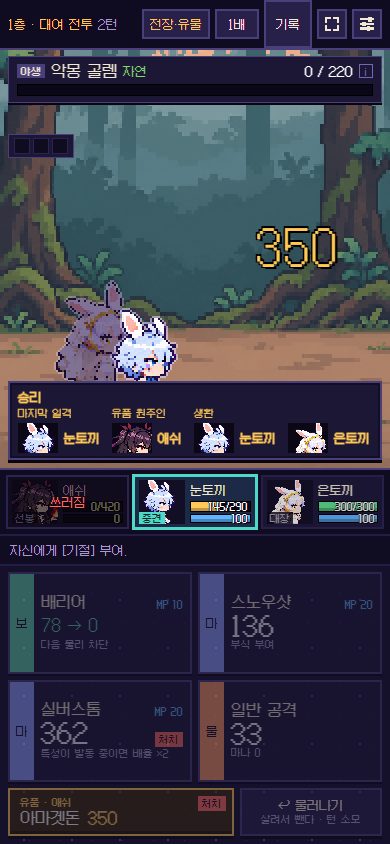 1층 · 대여 전투 2턴
전장·유물
1배
기록
야생 악몽 골렘 자연
0 / 220
350
승리
마지막 일격
눈토끼
유품 원주인
애쉬
생환
눈토끼
은토끼
애쉬
쓰러짐
선봉
0/420
0
눈토끼
중견
145/290
100
은토끼
대장
300/300
100
자신에게 [기절] 부여.
보
배리어
MP 10
78 → 0
다음 물리 차단
마
스노우샷
MP 20
136
부식 부여
마
실버스톰
MP 20
362
처치
특성이 발동 중이면 배율 ×2
물
일반 공격
33
마나 0
유품 · 애쉬
처치
아마겟돈 350
↩ 물러나기
살려서 뺀다 · 턴 소모